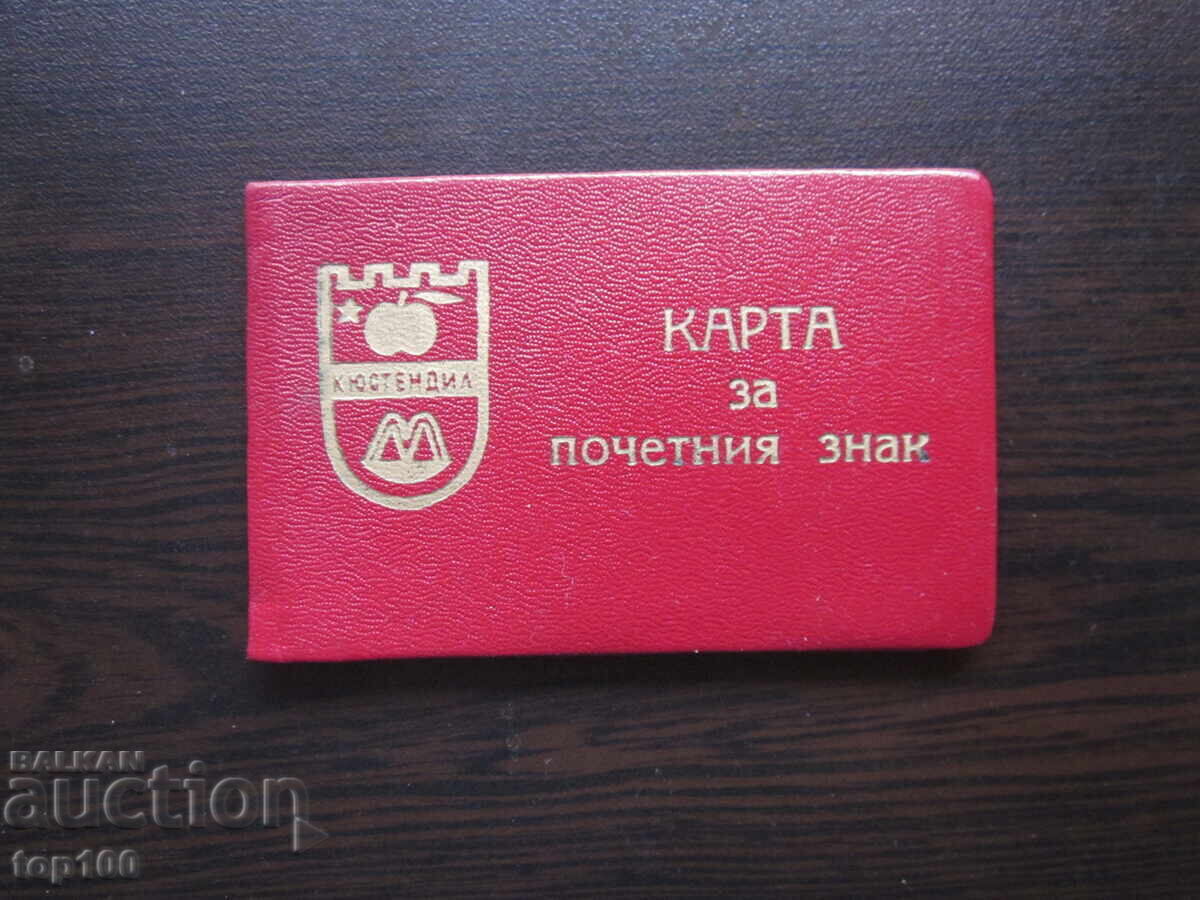 КЮСТЕНДИЛ
КАРТА
за
почетния знак
BALKAN
auction
top100